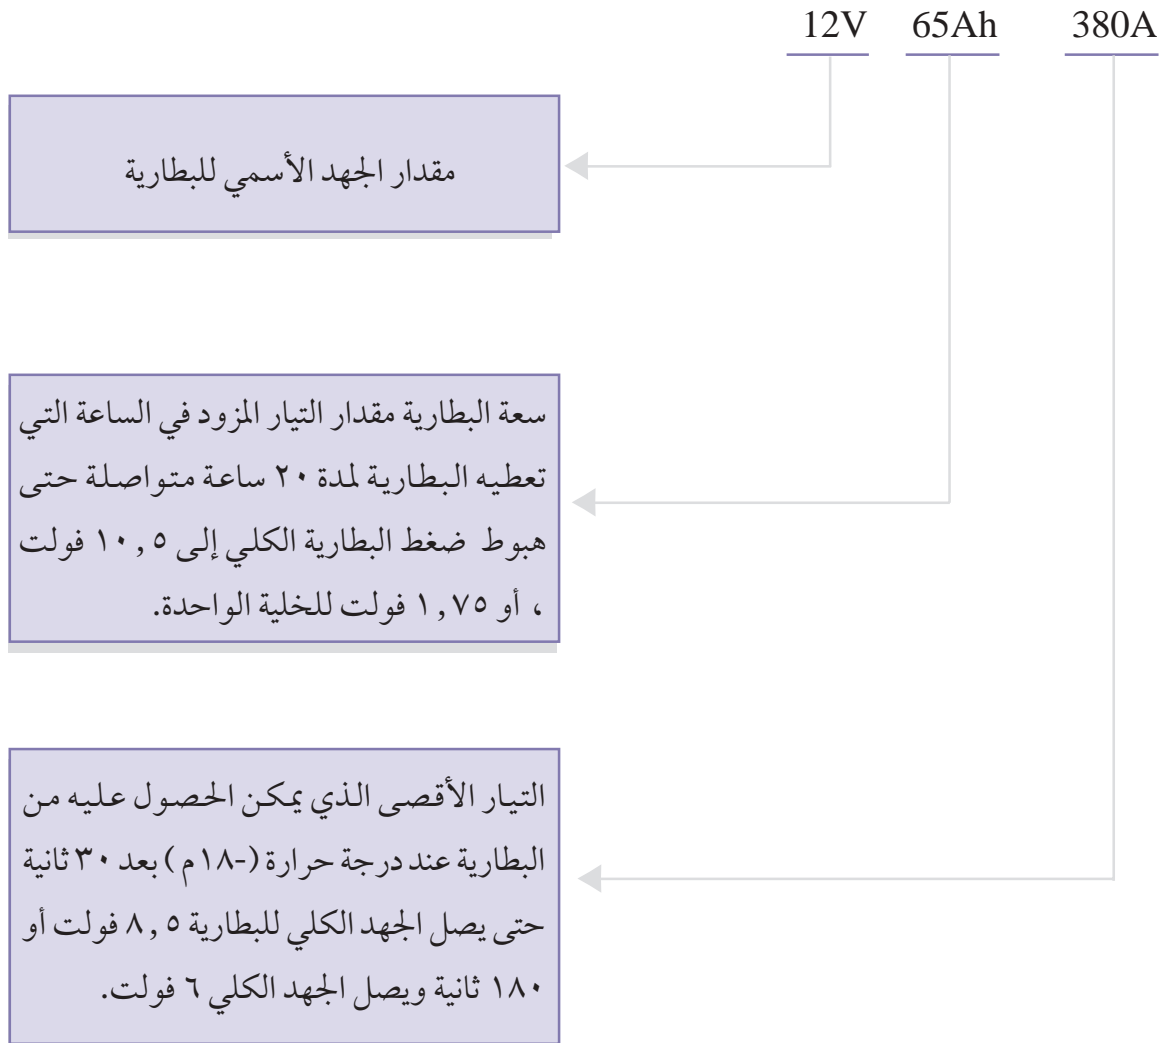 12V 65Ah 380A
مقدار الجهد الأسمي للبطارية
سعة البطارية مقدار التيار المزود في الساعة التي
تعطيه البطارية لمدة ٢٠ ساعة متواصلة حتى
هبوط ضغط البطارية الكلي إلى ١٠,٥ فولت
، أو ١,٧٥ فولت للخلية الواحدة.
التيار الأقصى الذي يمكن الحصول عليه من
البطارية عند درجة حرارة (-١٨م) بعد ٣٠ ثانية
حتى يصل الجهد الكلي للبطارية ٨,٥ فولت أو
١٨٠ ثانية ويصل الجهد الكلي ٦ فولت.